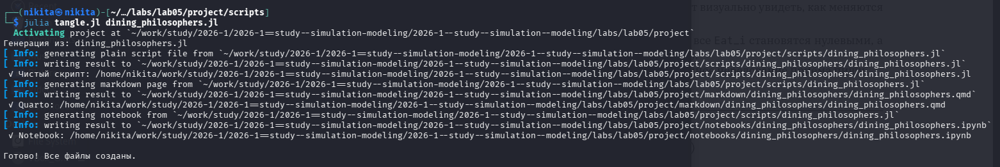 ┌──(nikita㉿nikita)-[~/…/labs/lab05/project/scripts]
└─$ julia tangle.jl dining_philosophers.jl
т визуально увидеть, как меняются
  Activating project at `~/work/study/2026-1/2026-1==study--simulation-modeling/2026-1--study--simulation--modeling/labs/lab05/project`
Генерация из: dining_philosophers.jl
все Eat_i становятся нулевыми, а
[ Info: generating plain script file from `~/work/study/2026-1/2026-1==study--simulation-modeling/2026-1--study--simulation--modeling/labs/lab05/project/scripts/dining_philosophers.jl`
[ Info: writing result to `~/work/study/2026-1/2026-1==study--simulation-modeling/2026-1--study--simulation--modeling/labs/lab05/project/scripts/dining_philosophers/dining_philosophers.jl`
 ✓ Чистый скрипт: /home/nikita/work/study/2026-1/2026-1==study--simulation-modeling/2026-1--study--simulation--modeling/labs/lab05/project/scripts/dining_philosophers/dining_philosophers.jl
[ Info: generating markdown page from `~/work/study/2026-1/2026-1==study--simulation-modeling/2026-1--study--simulation--modeling/labs/lab05/project/scripts/dining_philosophers.jl`
[ Info: writing result to `~/work/study/2026-1/2026-1==study--simulation-modeling/2026-1--study--simulation--modeling/labs/lab05/project/markdown/dining_philosophers/dining_philosophers.qmd`
 ✓ Quarto: /home/nikita/work/study/2026-1/2026-1==study--simulation-modeling/2026-1--study--simulation--modeling/labs/lab05/project/markdown/dining_philosophers/dining_philosophers.qmd
[ Info: generating notebook from `~/work/study/2026-1/2026-1==study--simulation-modeling/2026-1--study--simulation--modeling/labs/lab05/project/scripts/dining_philosophers.jl`
[ Info: writing result to `~/work/study/2026-1/2026-1==study--simulation-modeling/2026-1--study--simulation--modeling/labs/lab05/project/notebooks/dining_philosophers/dining_philosophers.ipynb`
 ✓ Notebook: /home/nikita/work/study/2026-1/2026-1==study--simulation-modeling/2026-1--study--simulation--modeling/labs/lab05/project/notebooks/dining_philosophers/dining_philosophers.ipynb
Готово! Все файлы созданы.